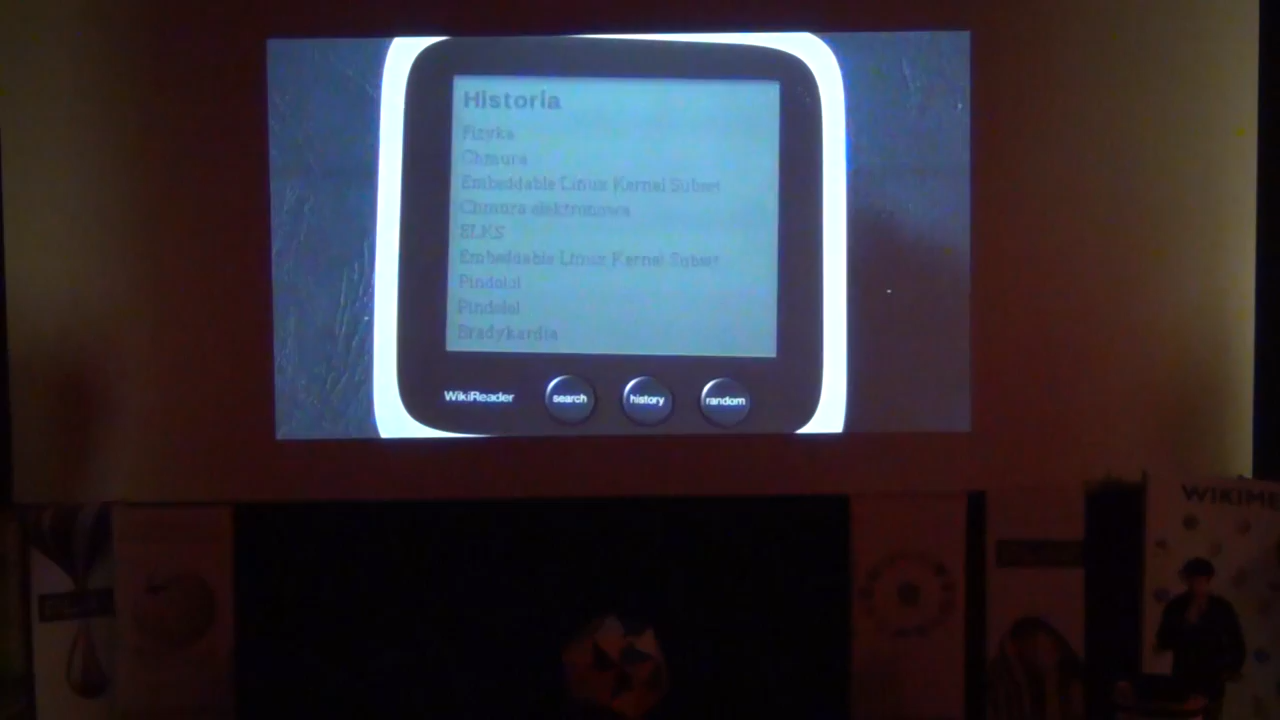 Historia
Fizyka
Chmura
Embeddable Linux Kernel Subset
Chmura elektronowa
ELKS
Embeddable Linux Kernel Subset
Pindolol
Pindolol
Bradykardia
WikiReader
search
history
random
WIKIM